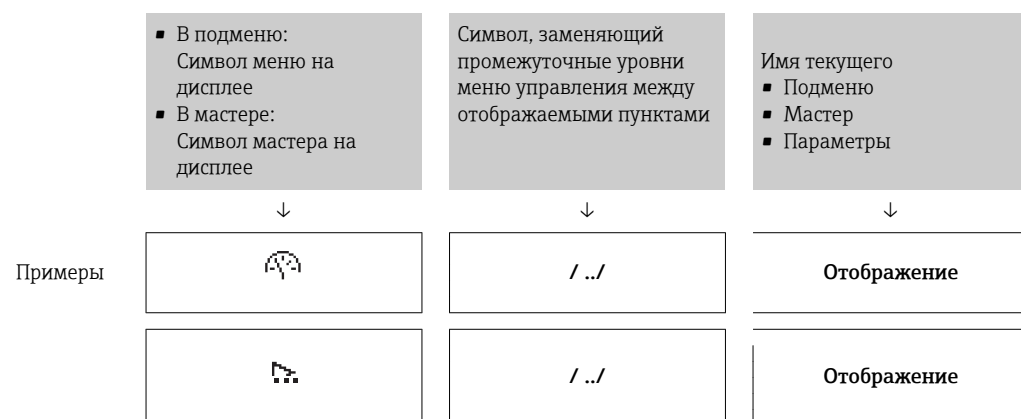 ▪ В подменю:
Символ меню на
дисплее
▪ В мастере:
Символ мастера на
дисплее
Символ, заменяющий
промежуточные уровни
меню управления между
отображаемыми пунктами
Имя текущего
▪ Подменю
▪ Мастер
▪ Параметры
↓ ↓ ↓
Примеры / ../ Отображение
/ ../ Отображение